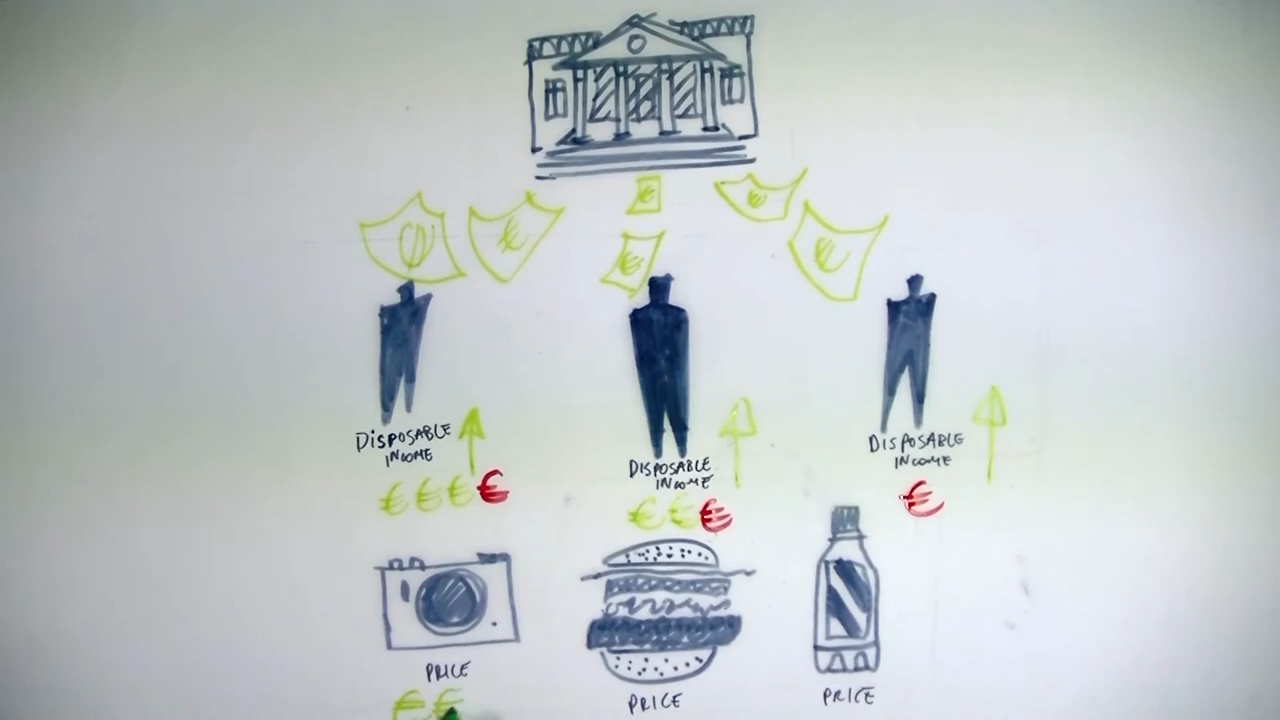 €
€
€
€
€
DISPOSABLE
INCOME
DISPOSABLE
INCOME
DISPOSABLE
INCOME
€ € € €
€ € €
€
PRICE
PRICE
PRICE
€ €